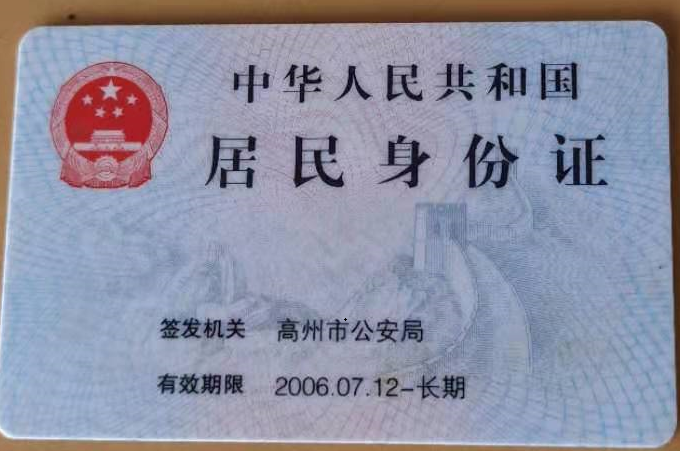 中华人民共和国
居民身份证
签发机关 高州市公安局
有效期限 2006.07.12-长期